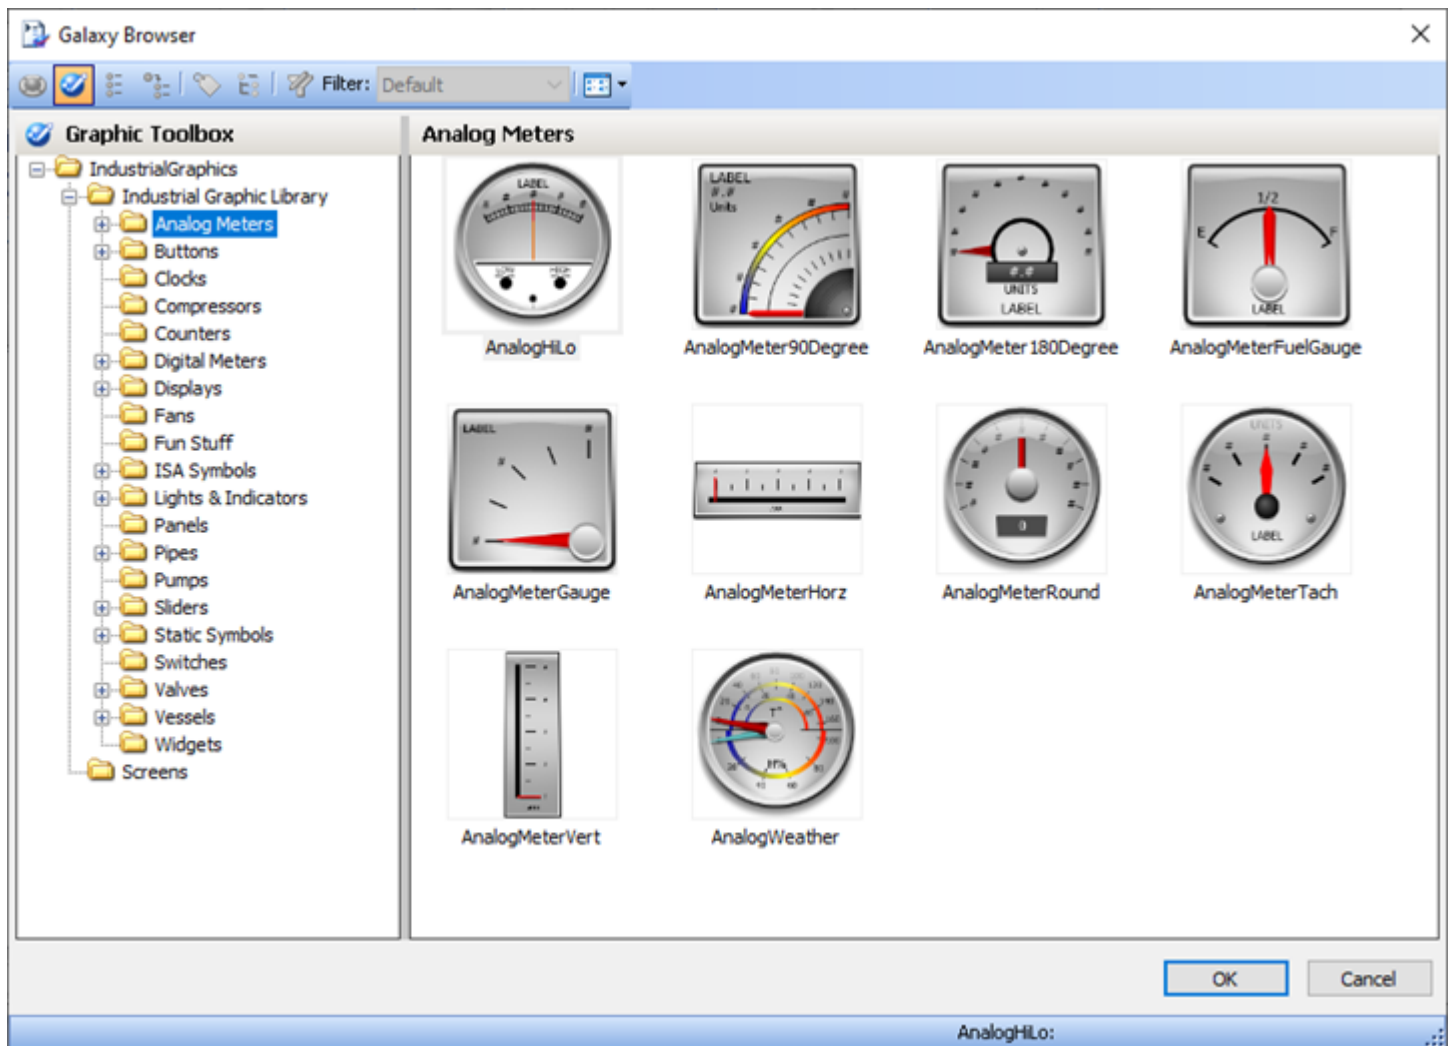 Galaxy Browser
Filter: Default
Graphic Toolbox
IndustrialGraphics
Industrial Graphic Library
Analog Meters
Buttons
Clocks
Compressors
Counters
Digital Meters
Displays
Fans
Fun Stuff
ISA Symbols
Lights & Indicators
Panels
Pipes
Pumps
Sliders
Static Symbols
Switches
Valves
Vessels
Widgets
Screens
Analog Meters
LABEL
# # # # #
LOW HIGH
AnalogHiLo
LABEL
#.#
Units
AnalogMeter90Degree
#.#
UNITS
LABEL
AnalogMeter180Degree
1/2
E F
LABEL
AnalogMeterFuelGauge
LABEL #
#
#
AnalogMeterGauge
AnalogMeterHorz
0
AnalogMeterRound
UNITS
LABEL
AnalogMeterTach
AnalogMeterVert
T°
H%
AnalogWeather
OK Cancel
AnalogHiLo: